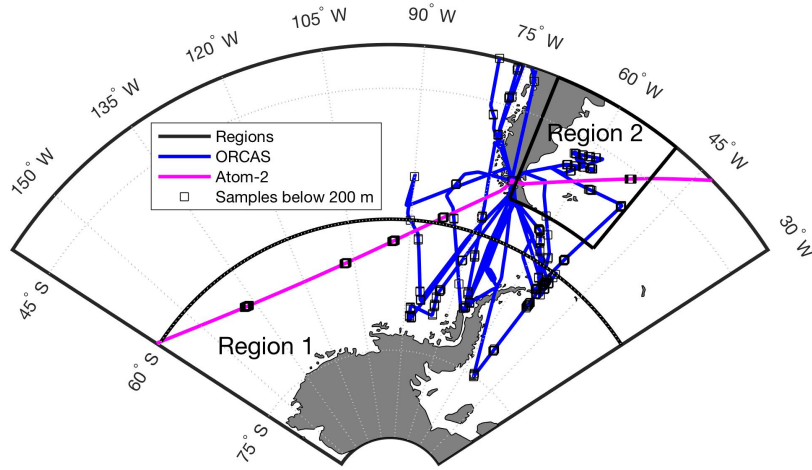 90° W
105° W
75° W
120° W
60° W
135° W
45° W
150° W
30° W
Regions
ORCAS
Atom-2
Samples below 200 m
Region 2
45° S
Region 1
60° S
75° S